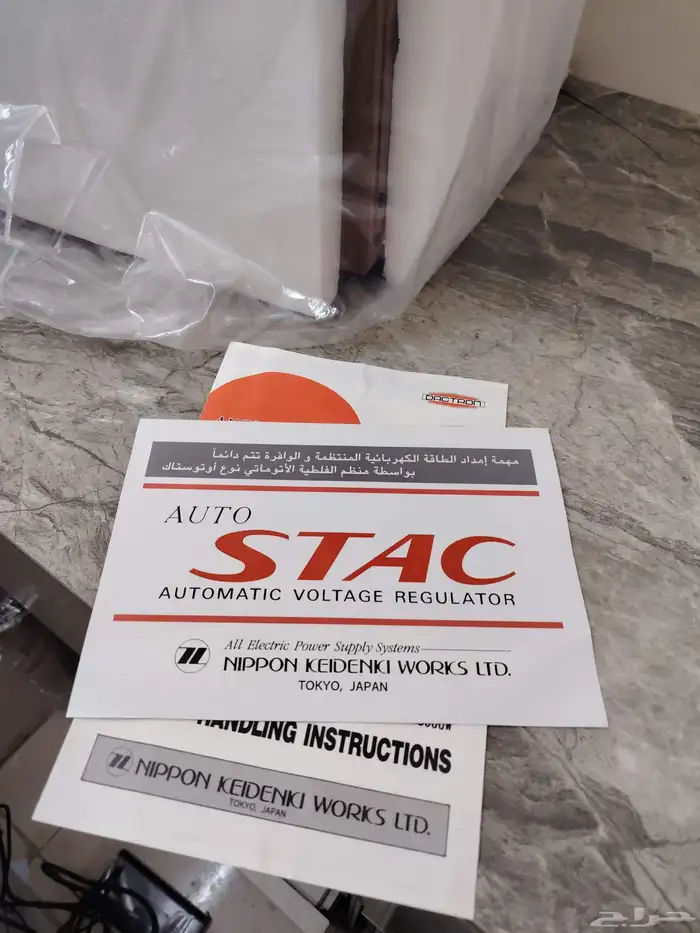 DACTRON
مهمة إمداد الطاقة الكهربائية المنتظمة و الوافرة تتم دائماً
بواسطة منظم الفلطية الأتوماتي نوع أوتوستاك
AUTO
STAC
AUTOMATIC VOLTAGE REGULATOR
All Electric Power Supply Systems
NIPPON KEIDENKI WORKS LTD.
TOKYO, JAPAN
HANDLING INSTRUCTIONS
NIPPON KEIDENKI WORKS LTD.
TOKYO, JAPAN
حراج